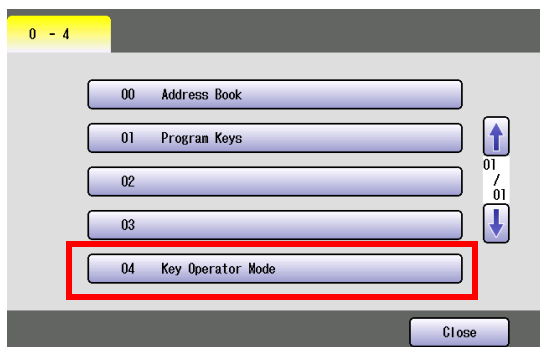 0 - 4
00 Address Book
01 Program Keys
02
03
04 Key Operator Mode
01
/
01
Close